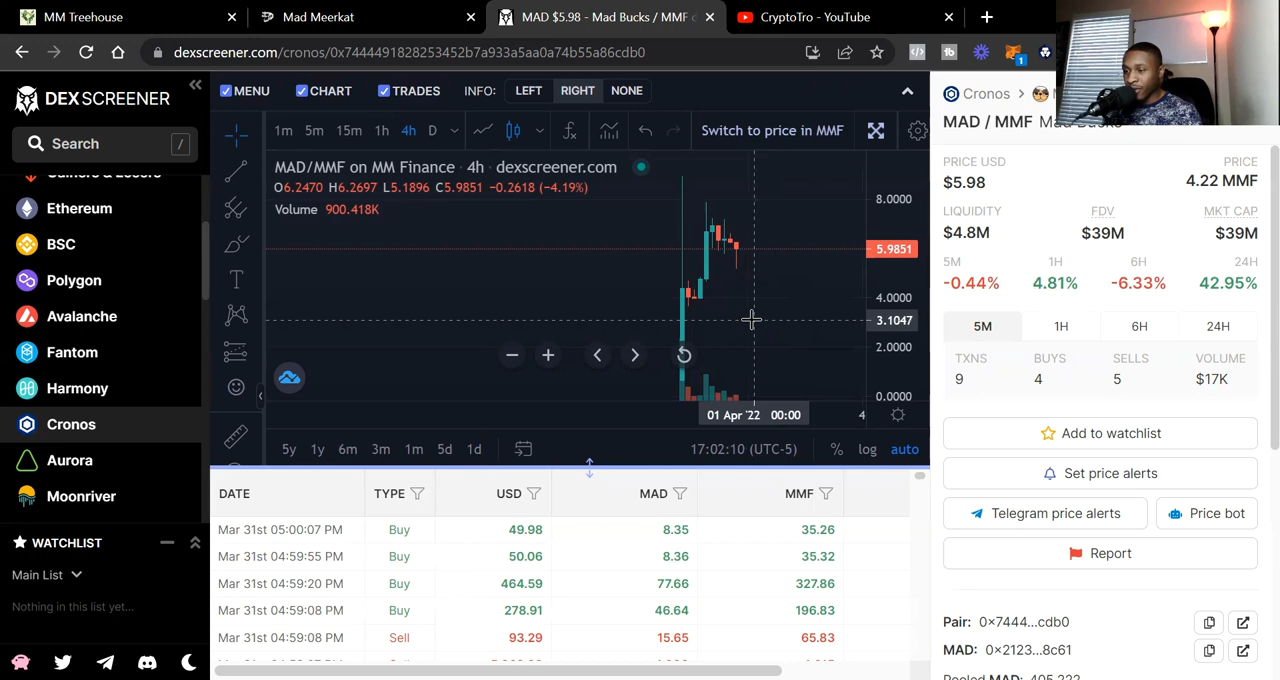 MM Treehouse
Mad Meerkat
MAD $5.98 - Mad Bucks / MMF
CryptoTro - YouTube
dexscreener.com/cronos/0x7444491828253452b7a933a5aa0a74b55a86cdb0
1
DEX SCREENER
Search /
Ethereum
BSC
Polygon
Avalanche
Fantom
Harmony
Cronos
Aurora
Moonriver
WATCHLIST
Main List
Nothing in this list yet...
MENU CHART INFO: LEFT RIGHT NONE
1m 5m 15m 1h 4h D Switch to price in MMF
MAD/MMF on MM Finance · 4h · dexscreener.com
O6.2470 H6.2697 L5.1896 C5.9851 -0.2618 (-4.19%)
Volume 900.418K
8.0000
5.9851
4.0000
3.1047
2.0000
0.0000
01 Apr '22 00:00
4
5y 1y 6m 3m 1m 5d 1d 17:02:10 (UTC-5) % log auto
DATE TYPE USD MAD MMF
Mar 31st 05:00:07 PM Buy 49.98 8.35 35.26
Mar 31st 04:59:55 PM Buy 50.06 8.36 35.32
Mar 31st 04:59:20 PM Buy 464.59 77.66 327.86
Mar 31st 04:59:08 PM Buy 278.91 46.64 196.83
Mar 31st 04:59:08 PM Sell 93.29 15.65 65.83
Cronos >
MAD / MMF Mad Bucks
PRICE USD PRICE
$5.98 4.22 MMF
LIQUIDITY FDV MKT CAP
$4.8M $39M $39M
5M 1H 6H 24H
-0.44% 4.81% -6.33% 42.95%
5M 1H 6H 24H
TXNS BUYS SELLS VOLUME
9 4 5 $17K
Add to watchlist
Set price alerts
Telegram price alerts Price bot
Report
Pair: 0×7444...cdb0
MAD: 0×2123...8c61
Pooled MAD: 405,222